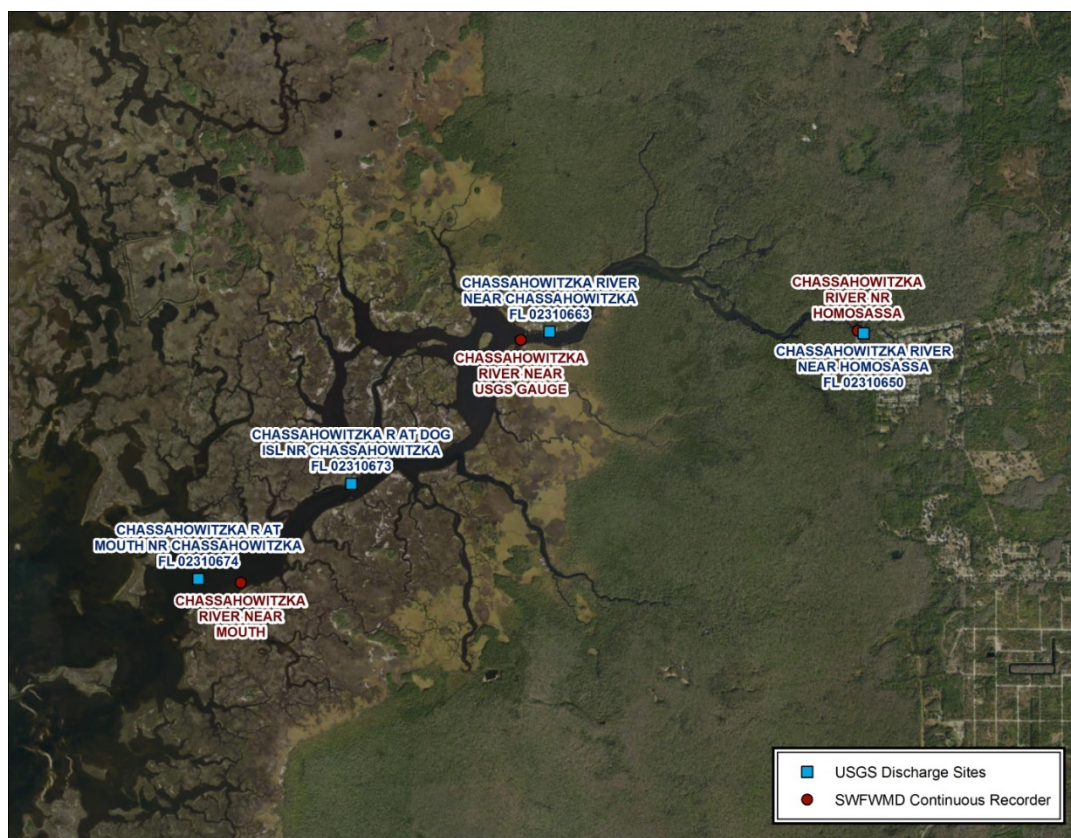 CHASSAHOWITZKA RIVER
NEAR CHASSAHOWITZKA
FL 02310663
CHASSAHOWITZKA
RIVER NR
HOMOSASSA
CHASSAHOWITZKA
RIVER NEAR
USGS GAUGE
CHASSAHOWITZKA RIVER
NEAR HOMOSASSA
FL 02310650
CHASSAHOWITZKA R AT DOG
ISL NR CHASSAHOWITZKA
FL 02310673
CHASSAHOWITZKA R AT
MOUTH NR CHASSAHOWITZKA
FL 02310674
CHASSAHOWITZKA
RIVER NEAR
MOUTH
USGS Discharge Sites
SWFWMD Continuous Recorder